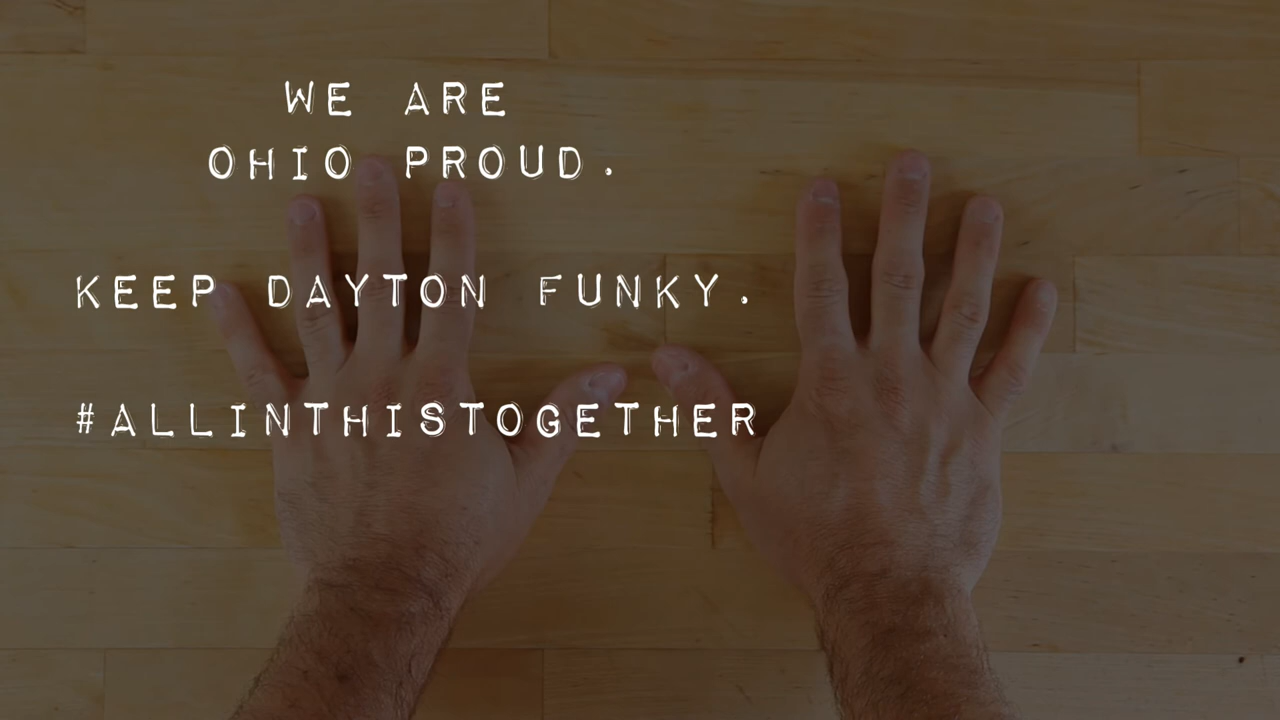 WE ARE
OHIO PROUD.
KEEP DAYTON FUNKY.
#ALLINTHISTOGETHER